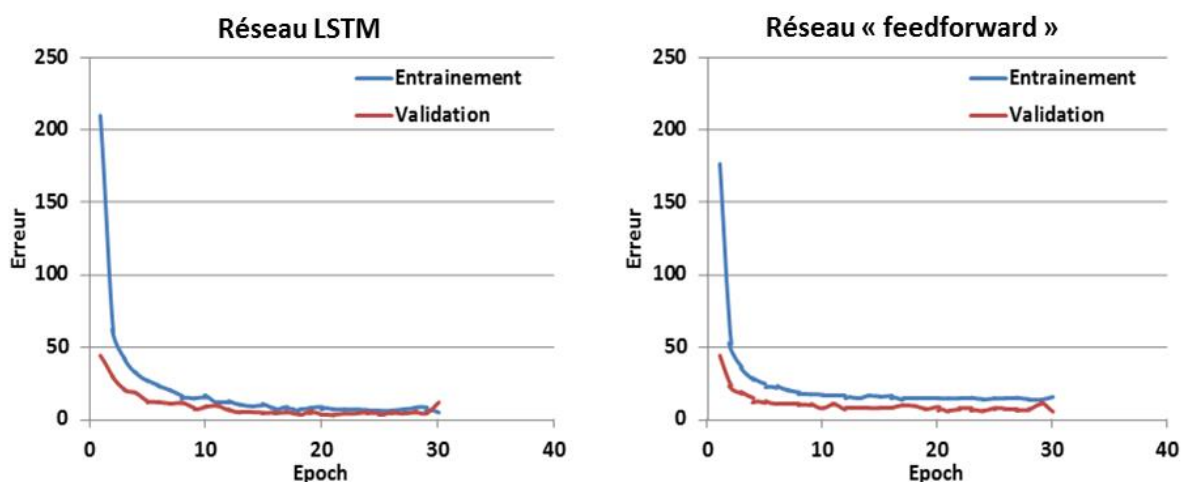 Réseau LSTM
250
200
150
100
50
0
Erreur
Entrainement
Validation
0 10 20 30 40
Epoch
Réseau « feedforward »
250
200
150
100
50
0
Erreur
Entrainement
Validation
0 10 20 30 40
Epoch